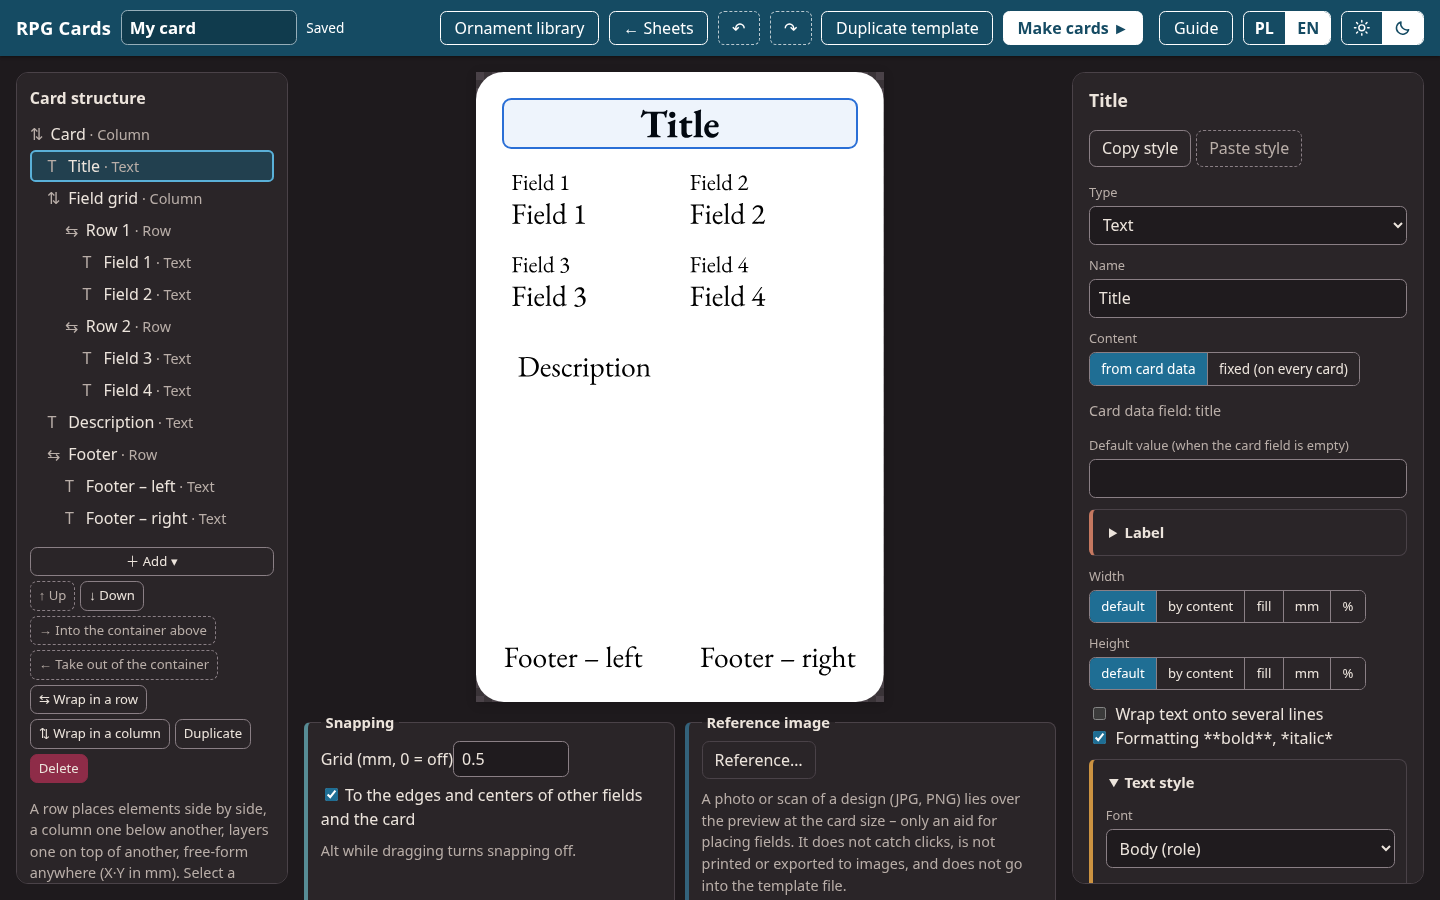 RPG Cards My card Saved Ornament library ← Sheets ↶ ↷ Duplicate template Make cards ► Guide PL EN
Card structure
⇅ Card · Column
T Title · Text
⇅ Field grid · Column
⇆ Row 1 · Row
T Field 1 · Text
T Field 2 · Text
⇆ Row 2 · Row
T Field 3 · Text
T Field 4 · Text
T Description · Text
⇆ Footer · Row
T Footer – left · Text
T Footer – right · Text
＋ Add ▾
↑ Up ↓ Down
→ Into the container above
← Take out of the container
⇆ Wrap in a row
⇅ Wrap in a column Duplicate
Delete
A row places elements side by side,
a column one below another, layers
one on top of another, free-form
anywhere (X·Y in mm). Select a
Title
Field 1 Field 2
Field 1 Field 2
Field 3 Field 4
Field 3 Field 4
Description
Footer – left Footer – right
Snapping
Grid (mm, 0 = off) 0.5
To the edges and centers of other fields
and the card
Alt while dragging turns snapping off.
Reference image
Reference...
A photo or scan of a design (JPG, PNG) lies over
the preview at the card size – only an aid for
placing fields. It does not catch clicks, is not
printed or exported to images, and does not go
into the template file.
Title
Copy style Paste style
Type
Text
Name
Title
Content
from card data fixed (on every card)
Card data field: title
Default value (when the card field is empty)
▶ Label
Width
default by content fill mm %
Height
default by content fill mm %
Wrap text onto several lines
Formatting **bold**, *italic*
▼ Text style
Font
Body (role)